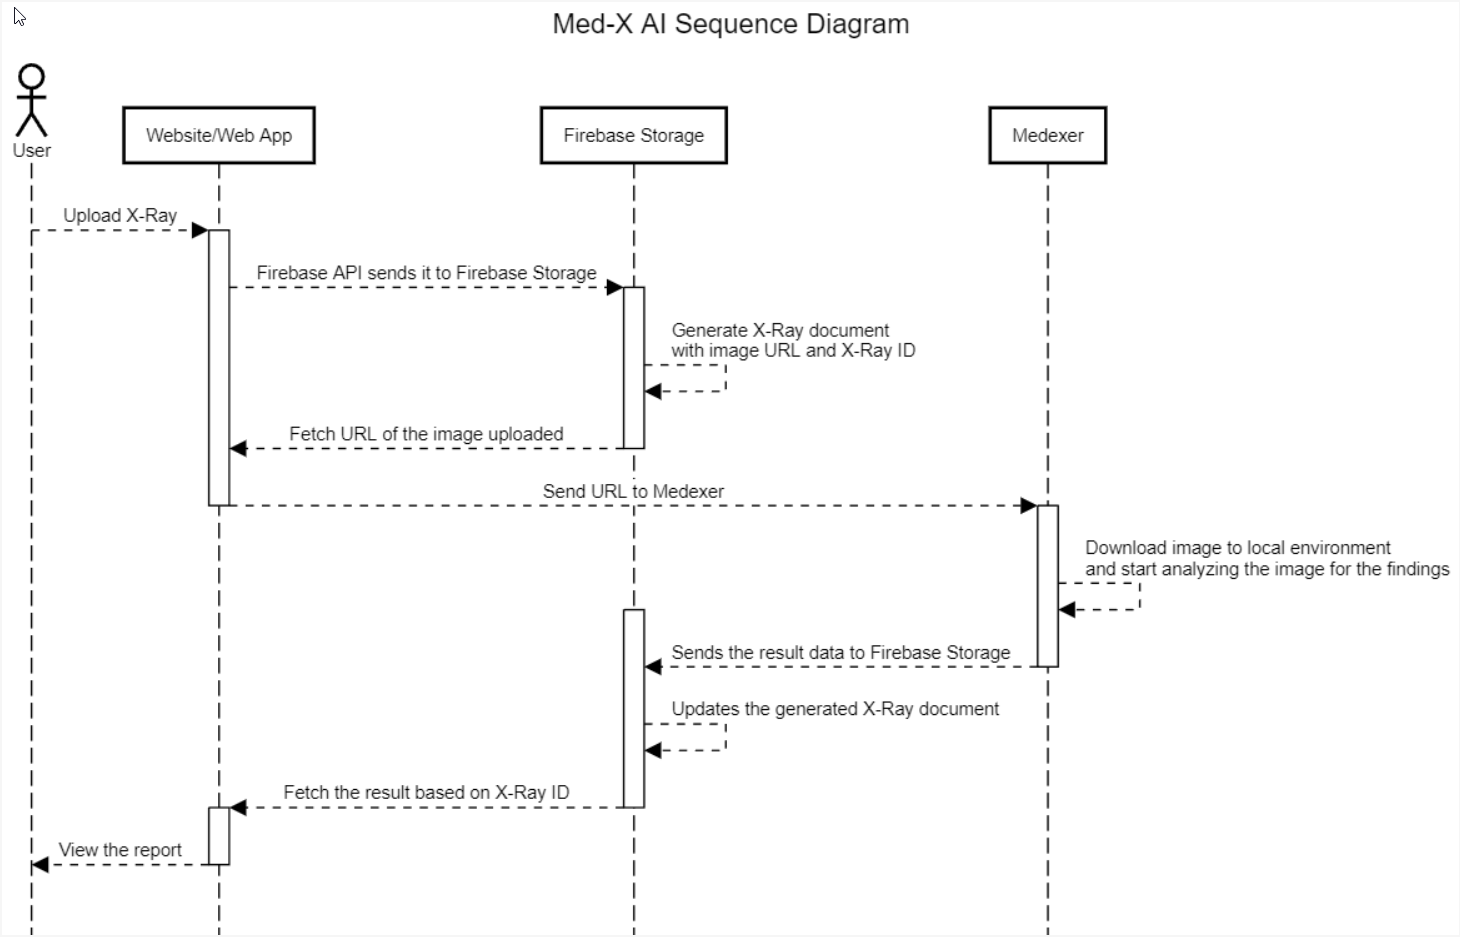 Med-X AI Sequence Diagram
User
Website/Web App
Firebase Storage
Medexer
Upload X-Ray
Firebase API sends it to Firebase Storage
Generate X-Ray document
with image URL and X-Ray ID
Fetch URL of the image uploaded
Send URL to Medexer
Download image to local environment
and start analyzing the image for the findings
Sends the result data to Firebase Storage
Updates the generated X-Ray document
Fetch the result based on X-Ray ID
View the report